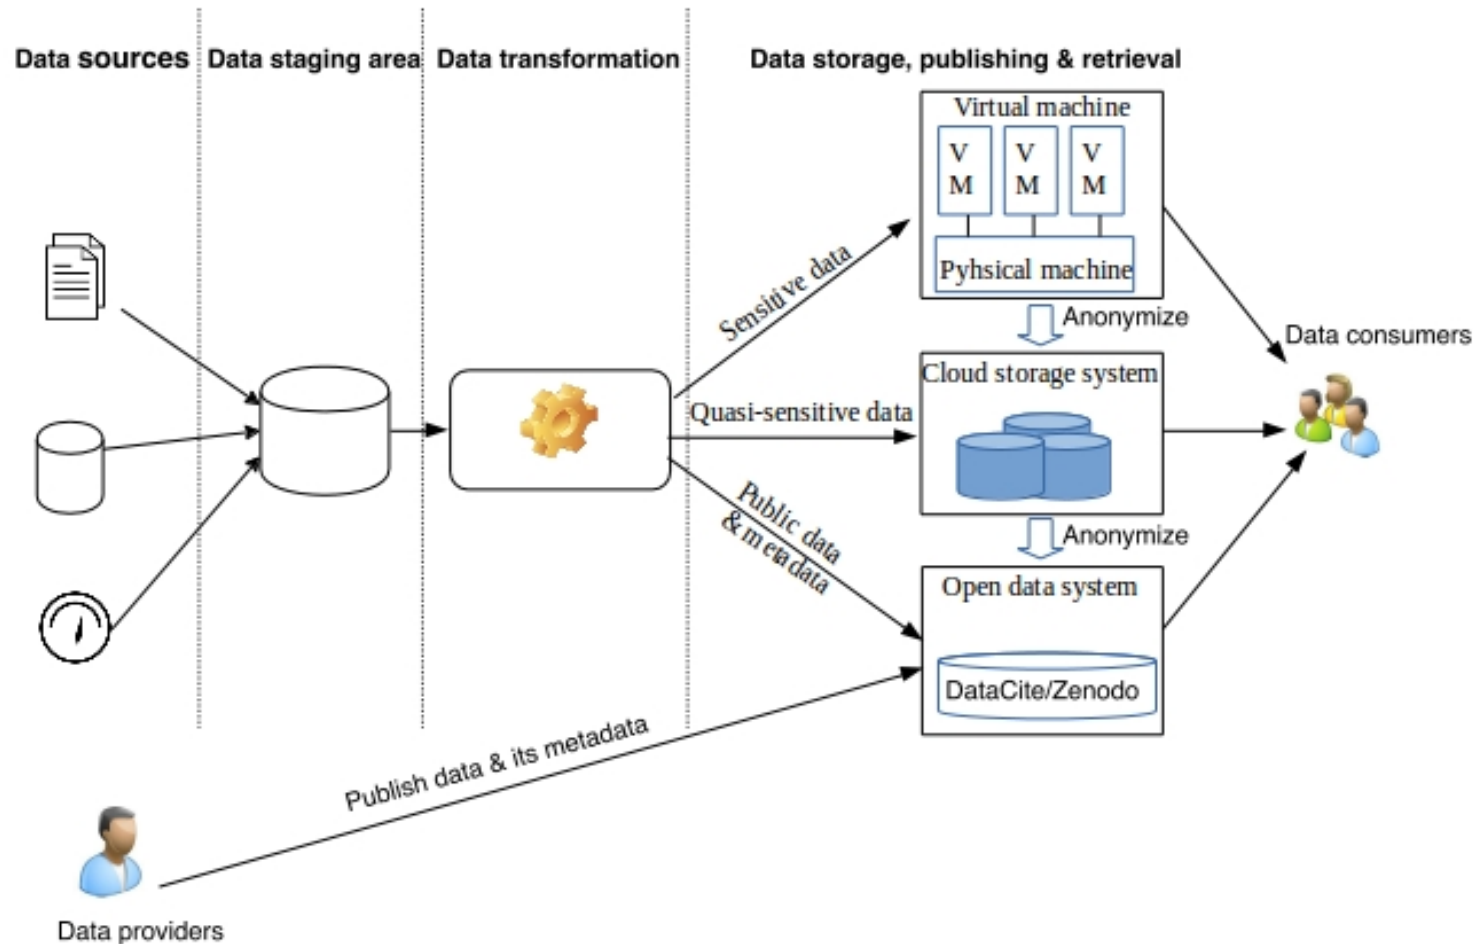 Data sources
Data staging area
Data transformation
Data storage, publishing & retrieval
Virtual machine
V
M
V
M
V
M
Pyhsical machine
Sensitive data
Anonymize
Data consumers
Cloud storage system
Quasi-sensitive data
Public data
& metadata
Anonymize
Open data system
DataCite/Zenodo
Publish data & its metadata
Data providers